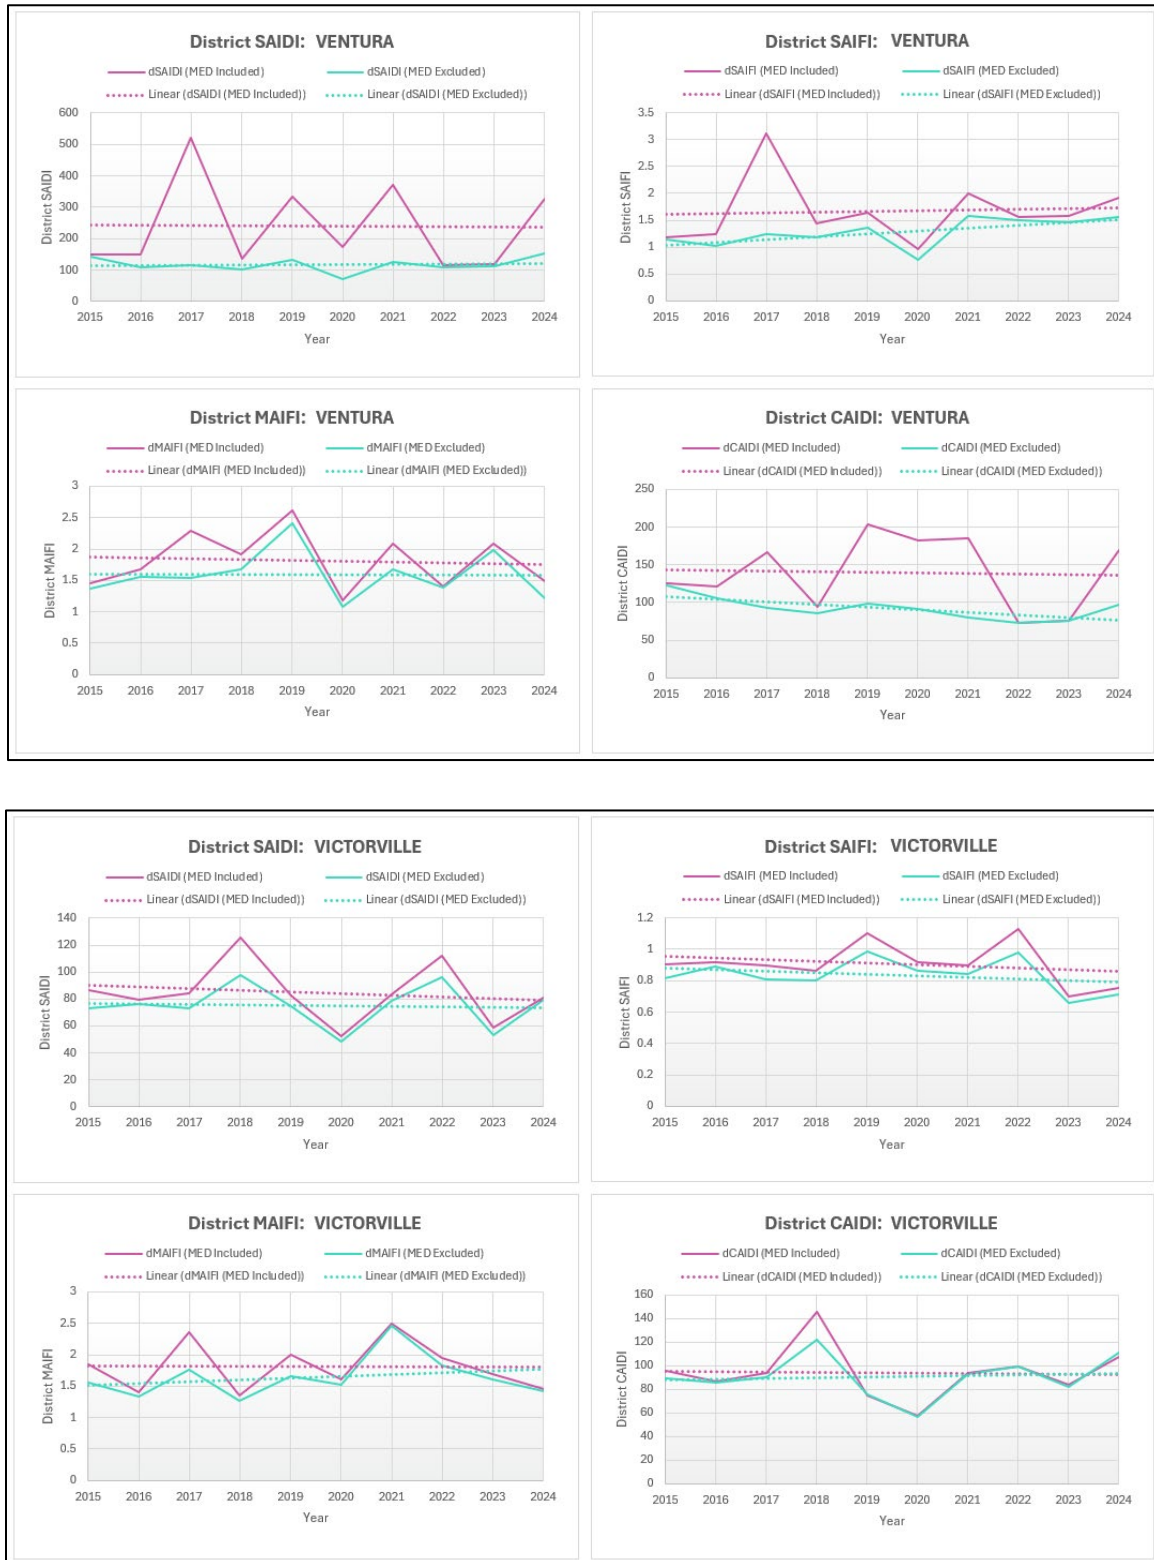 District SAIDI: VENTURA
dSAIDI (MED Included)
dSAIDI (MED Excluded)
Linear (dSAIDI (MED Included))
Linear (dSAIDI (MED Excluded))
600
500
400
300
200
100
0
District SAIDI
2015 2016 2017 2018 2019 2020 2021 2022 2023 2024
Year
District SAIFI: VENTURA
dSAIFI (MED Included)
dSAIFI (MED Excluded)
Linear (dSAIFI (MED Included))
Linear (dSAIFI (MED Excluded))
3.5
3
2.5
2
1.5
1
0.5
0
District SAIFI
2015 2016 2017 2018 2019 2020 2021 2022 2023 2024
Year
District MAIFI: VENTURA
dMAIFI (MED Included)
dMAIFI (MED Excluded)
Linear (dMAIFI (MED Included))
Linear (dMAIFI (MED Excluded))
3
2.5
2
1.5
1
0.5
0
District MAIFI
2015 2016 2017 2018 2019 2020 2021 2022 2023 2024
Year
District CAIDI: VENTURA
dCAIDI (MED Included)
dCAIDI (MED Excluded)
Linear (dCAIDI (MED Included))
Linear (dCAIDI (MED Excluded))
250
200
150
100
50
0
District CAIDI
2015 2016 2017 2018 2019 2020 2021 2022 2023 2024
Year
District SAIDI: VICTORVILLE
dSAIDI (MED Included)
dSAIDI (MED Excluded)
Linear (dSAIDI (MED Included))
Linear (dSAIDI (MED Excluded))
140
120
100
80
60
40
20
0
District SAIDI
2015 2016 2017 2018 2019 2020 2021 2022 2023 2024
Year
District SAIFI: VICTORVILLE
dSAIFI (MED Included)
dSAIFI (MED Excluded)
Linear (dSAIFI (MED Included))
Linear (dSAIFI (MED Excluded))
1.2
1
0.8
0.6
0.4
0.2
0
District SAIFI
2015 2016 2017 2018 2019 2020 2021 2022 2023 2024
Year
District MAIFI: VICTORVILLE
dMAIFI (MED Included)
dMAIFI (MED Excluded)
Linear (dMAIFI (MED Included))
Linear (dMAIFI (MED Excluded))
3
2.5
2
1.5
1
0.5
0
District MAIFI
2015 2016 2017 2018 2019 2020 2021 2022 2023 2024
Year
District CAIDI: VICTORVILLE
dCAIDI (MED Included)
dCAIDI (MED Excluded)
Linear (dCAIDI (MED Included))
Linear (dCAIDI (MED Excluded))
160
140
120
100
80
60
40
20
0
District CAIDI
2015 2016 2017 2018 2019 2020 2021 2022 2023 2024
Year